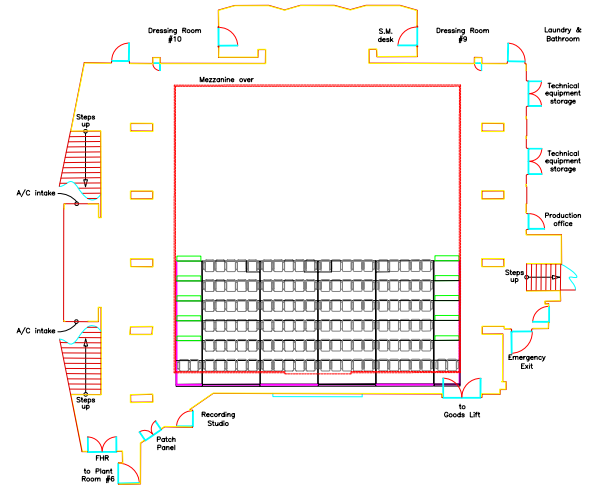 Dressing Room
#10
S.M.
desk
Dressing Room
#9
Laundry &
Bathroom
Mezzanine over
Technical
equipment
storage
Steps
up
Technical
equipment
storage
A/C intake
Production
office
Steps
up
A/C intake
Emergency
Exit
Steps
up
Recording
Studio
to
Goods Lift
Patch
Panel
FHR
to Plant
Room #6